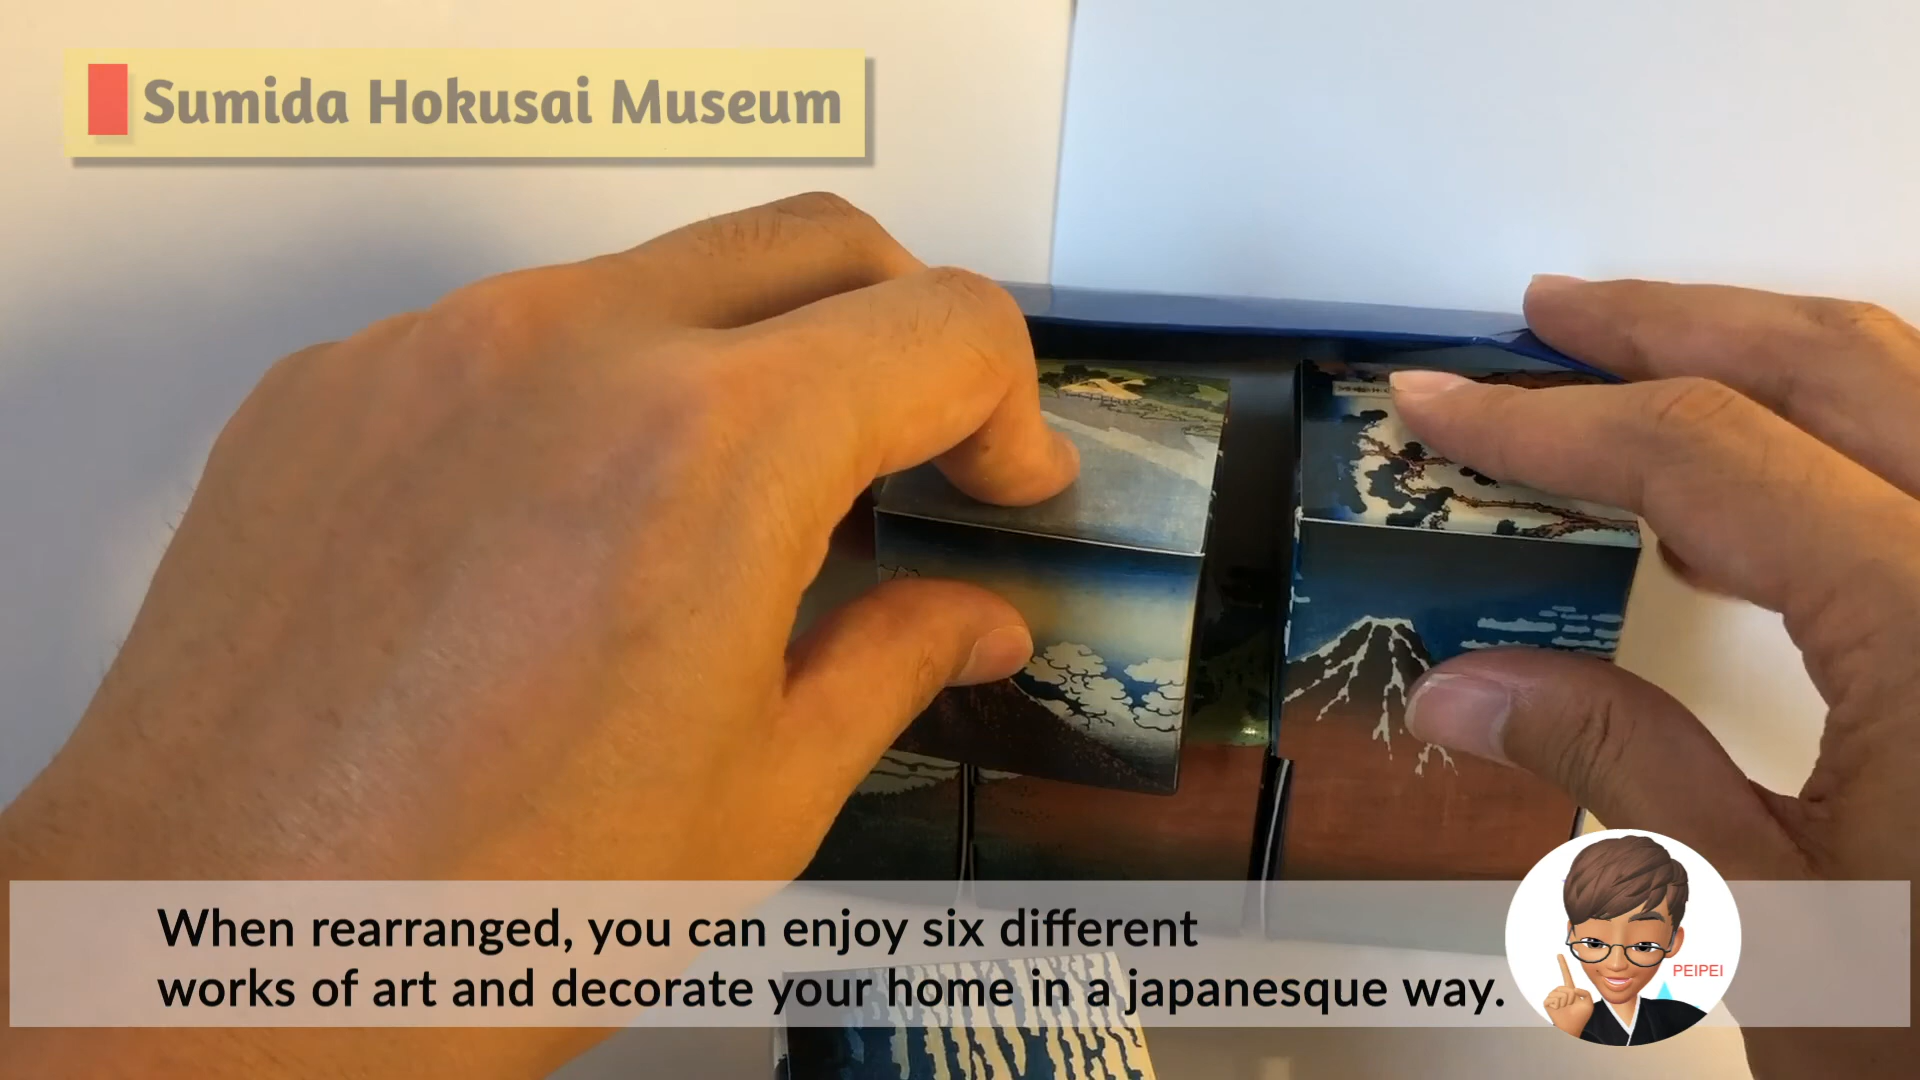 Sumida Hokusai Museum
When rearranged, you can enjoy six different
works of art and decorate your home in a japanesque way.
PEIPEI